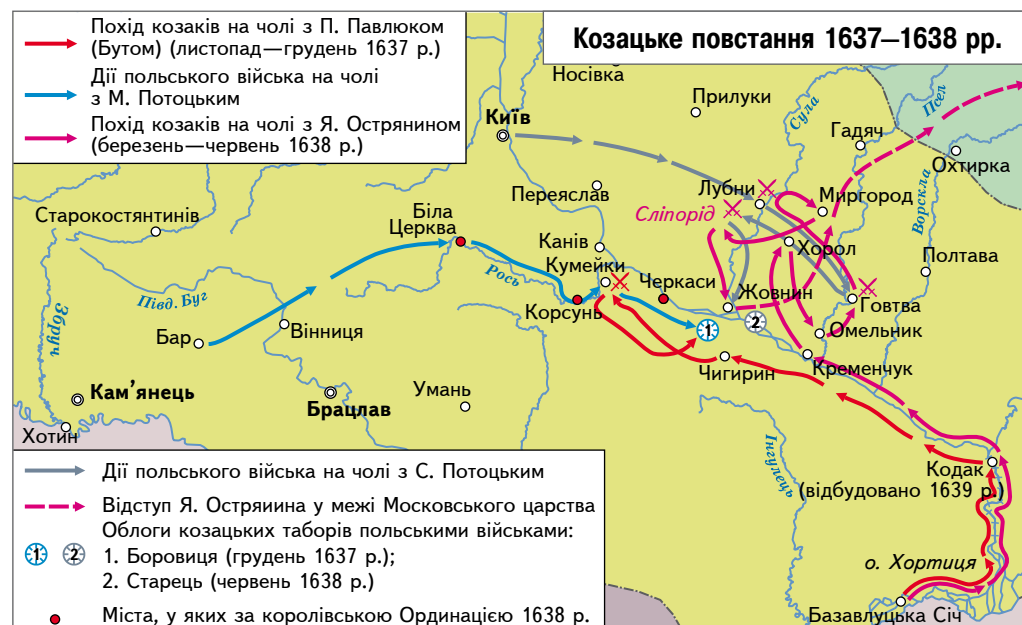 Козацьке повстання 1637—1638 рр.
Похід козаків на чолі з П. Павлюком
(Бутом) (листопад—грудень 1637 р.)
Дії польського війська на чолі
з М. Потоцьким
Похід козаків на чолі з Я. Острянином
(березень—червень 1638 р.)
Носівка
Прилуки
Сула
Псел
Київ
Гадяч
Охтирка
Переяслав
Лубни
Миргород
Ворскла
Старокостянтинів
Біла
Церква
Сліпорід
Канів
Хорол
Полтава
Рось
Кумейки
Черкаси
Жовнин
Говтва
Збруч
Півд. Буг
Корсунь
1
2
Омельник
Бар
Вінниця
Чигирин
Кременчук
Кам’янець
Брацлав
Умань
Хотин
Інгулець
Кодак
(відбудовано 1639 р.)
о. Хортиця
Базавлуцька Січ
Дії польського війська на чолі з С. Потоцьким
Відступ Я. Остряиина у межі Московського царства
Облоги козацьких таборів польськими військами:
1 2 1. Боровиця (грудень 1637 р.);
2. Старець (червень 1638 р.)
Міста, у яких за королівською Ординацією 1638 р.